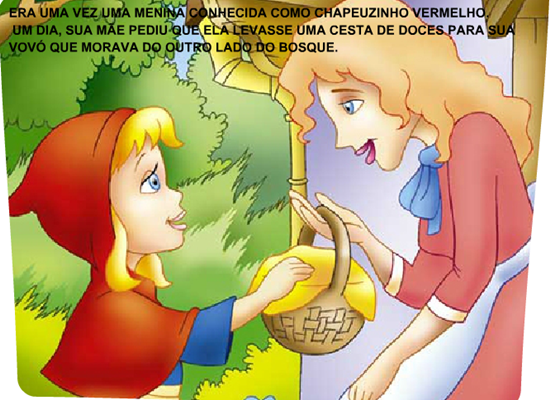 ERA UMA VEZ UMA MENINA CONHECIDA COMO CHAPEUZINHO VERMELHO.
UM DIA, SUA MÃE PEDIU QUE ELA LEVASSE UMA CESTA DE DOCES PARA SUA
VOVÓ QUE MORAVA DO OUTRO LADO DO BOSQUE.